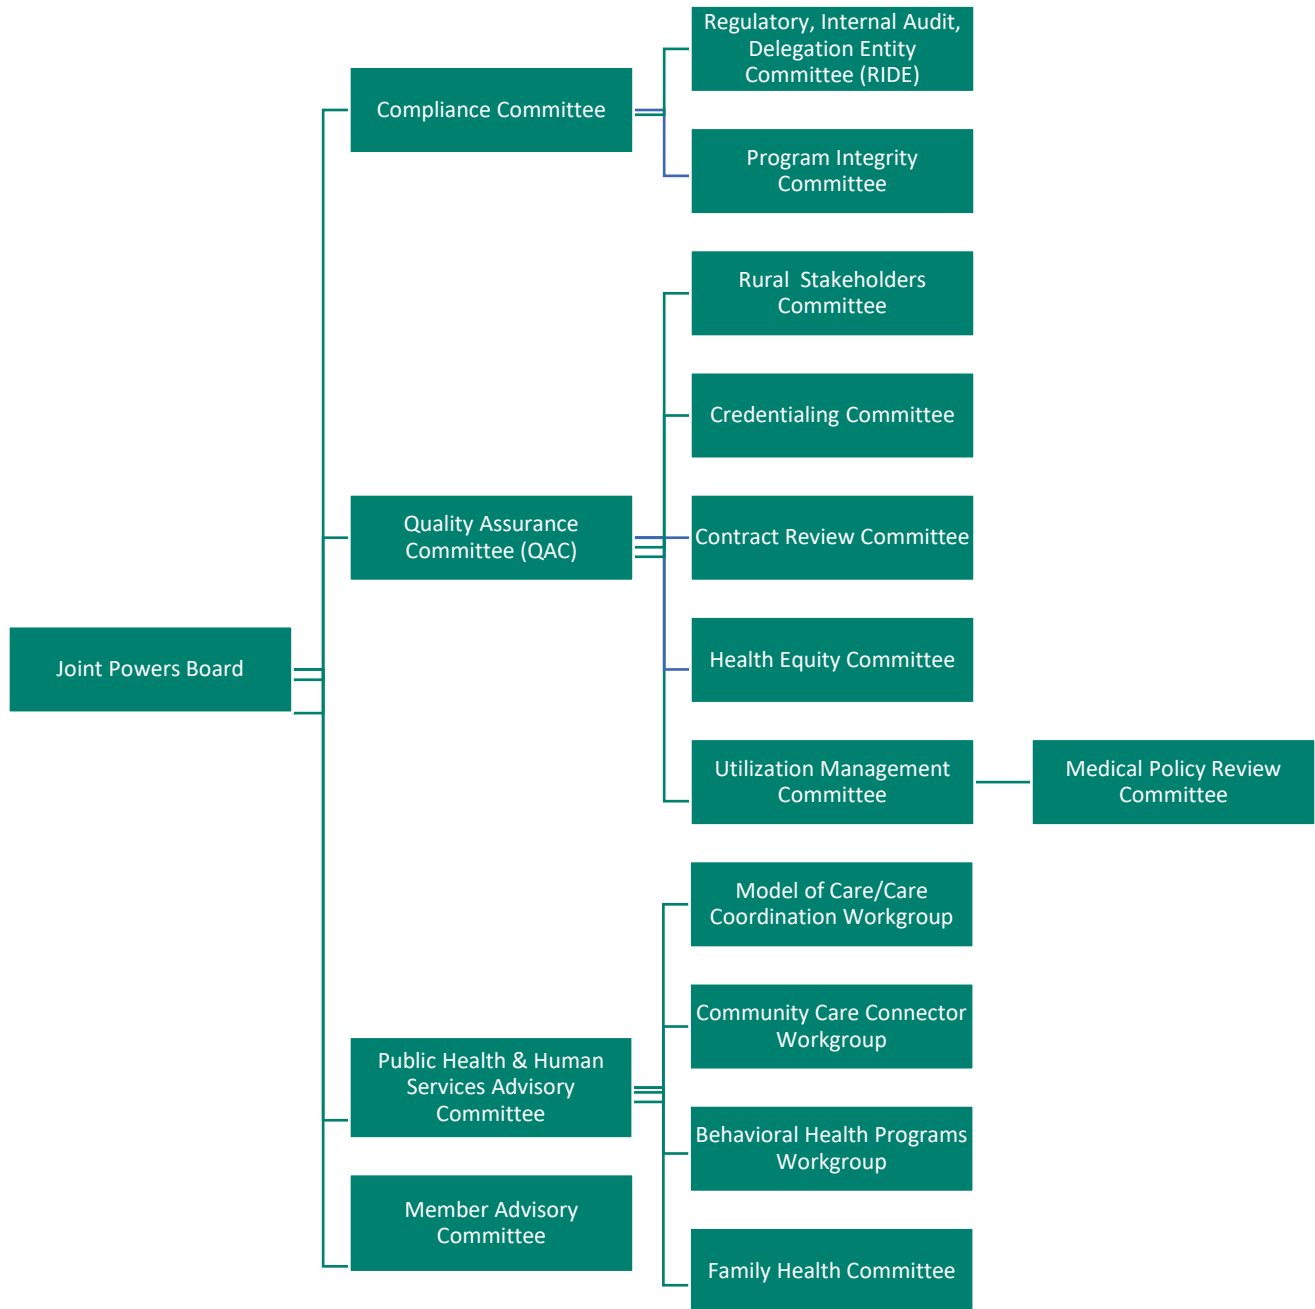 Regulatory, Internal Audit,
Delegation Entity
Committee (RIDE)
Compliance Committee
Program Integrity
Committee
Rural  Stakeholders
Committee
Credentialing Committee
Quality Assurance
Committee (QAC)
Contract Review Committee
Joint Powers Board
Health Equity Committee
Utilization Management
Committee
Medical Policy Review
Committee
Model of Care/Care
Coordination Workgroup
Community Care Connector
Workgroup
Public Health & Human
Services Advisory
Committee
Behavioral Health Programs
Workgroup
Member Advisory
Committee
Family Health Committee